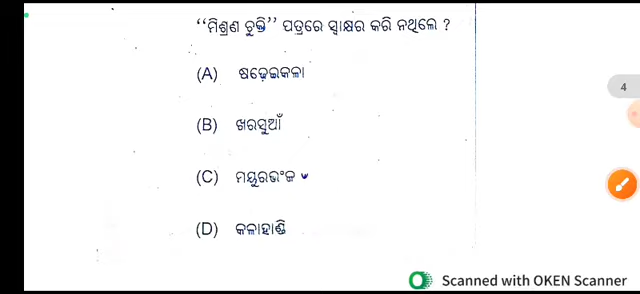 ‘‘ମିଶ୍ରଣ ଚୁକ୍ତି’’ ପତ୍ରରେ ସ୍ୱାକ୍ଷର କରି ନଥିଲେ ?
(A) ଷଢ଼େଇକଳା
(B) ଖରସୁଆଁ
(C) ମୟୂରଭଂଜ
(D) କଳାହାଣ୍ଡି
4
Scanned with OKEN Scanner